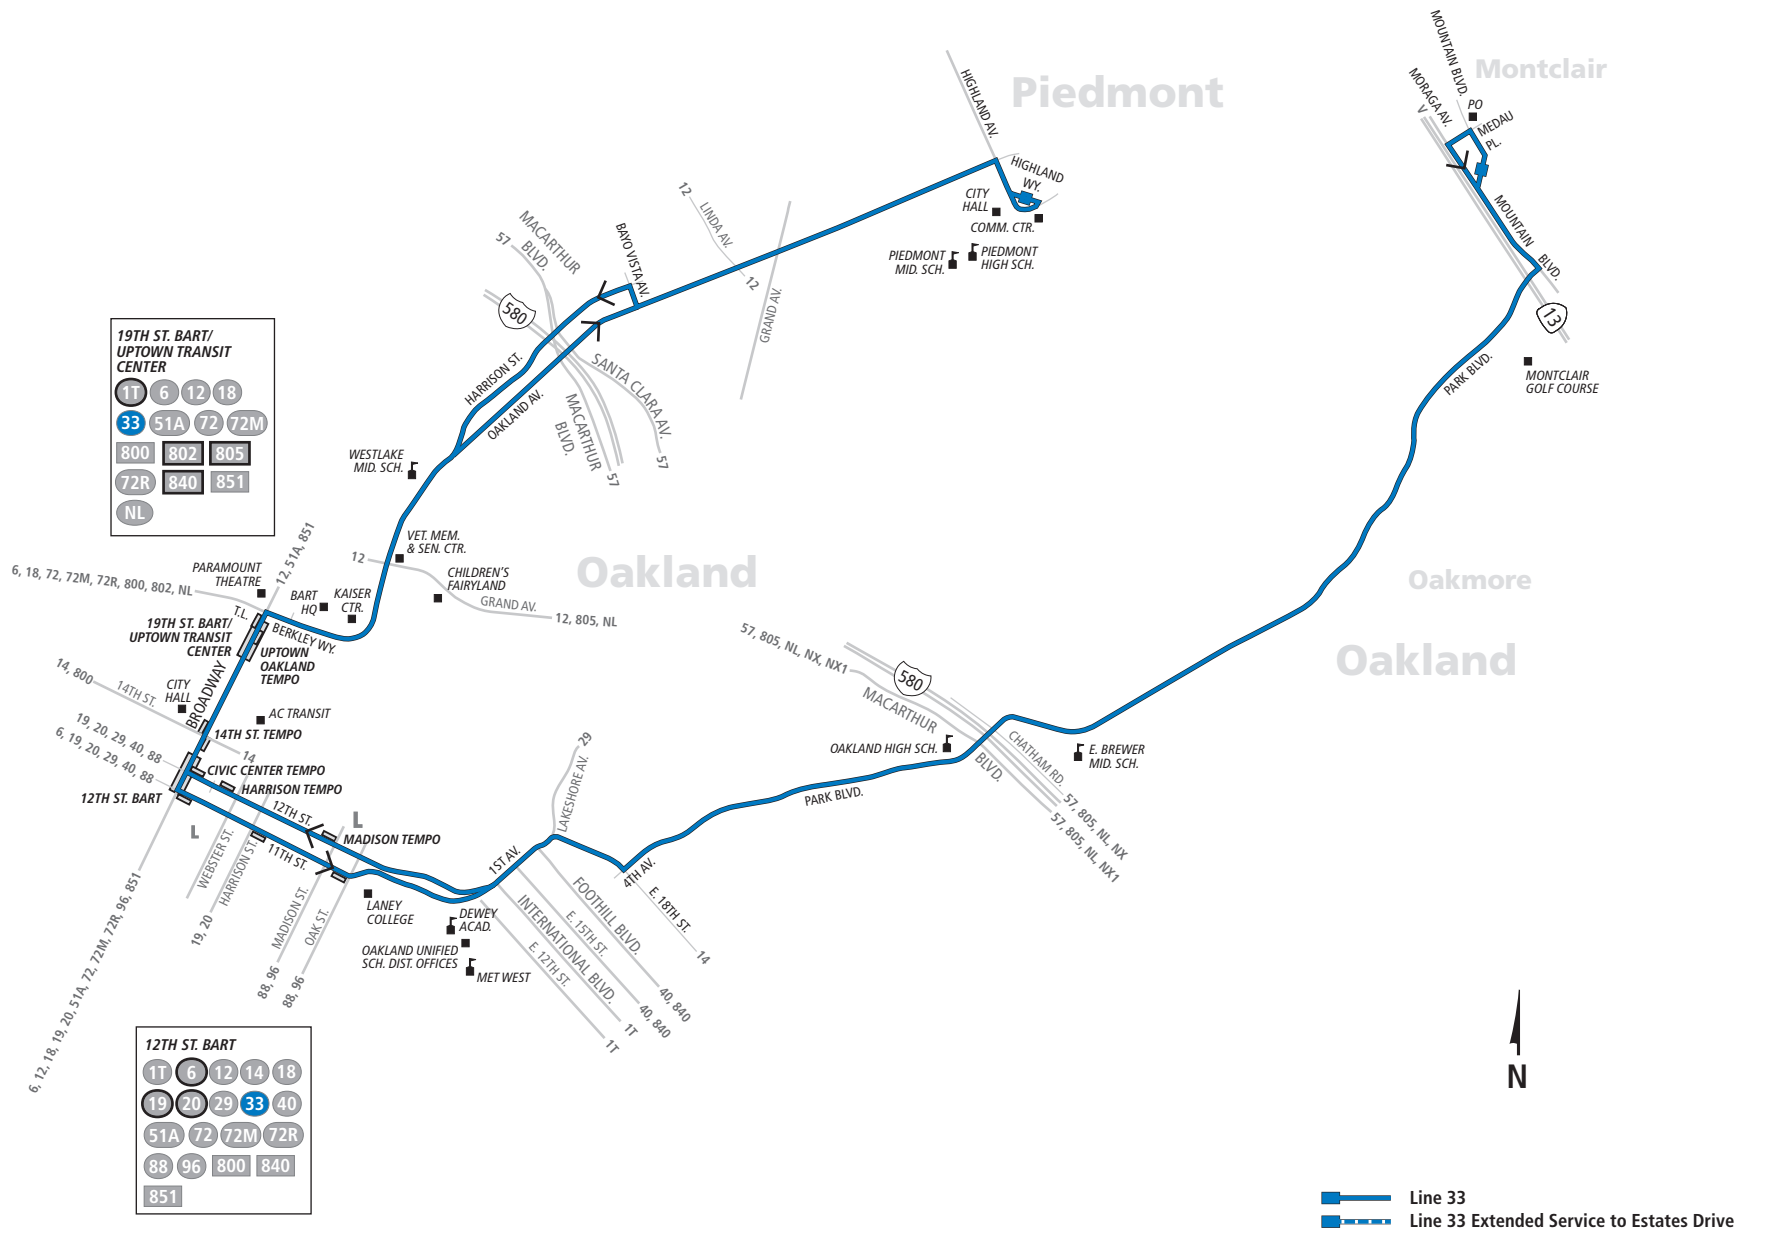 Piedmont
Montclair
Oakland
Oakmore
Oakland
HIGHLAND AV.
HIGHLAND
WY.
CITY
HALL
COMM. CTR.
PIEDMONT
MID. SCH.
PIEDMONT
HIGH SCH.
MOUNTAIN BLVD.
MORAGA AV.
V
PO
MEDAU
PL.
MOUNTAIN
BLVD.
13
PARK BLVD.
MONTCLAIR
GOLF COURSE
12
LINDA AV.
12
GRAND AV.
BAYO VISTA AV.
MACARTHUR
BLVD.
57
580
HARRISON ST.
OAKLAND AV.
SANTA CLARA AV.
57
MACARTHUR
BLVD.
57
19TH ST. BART/
UPTOWN TRANSIT
CENTER
1T 6 12 18
33 51A 72 72M
800 802 805
72R 840 851
NL
WESTLAKE
MID. SCH.
VET. MEM.
& SEN. CTR.
12
CHILDREN'S
FAIRYLAND
GRAND AV.
12, 805, NL
12, 51A, 851
6, 18, 72, 72M, 72R, 800, 802, NL
PARAMOUNT
THEATRE
BART
HQ
KAISER
CTR.
T.L.
BERKLEY WY.
19TH ST. BART/
UPTOWN TRANSIT
CENTER
UPTOWN
OAKLAND
TEMPO
14, 800
14TH ST.
CITY
HALL
BROADWAY
AC TRANSIT
14TH ST. TEMPO
14
19, 20, 29, 40, 88
6, 19, 20, 29, 40, 88
CIVIC CENTER TEMPO
HARRISON TEMPO
12TH ST. BART
12TH ST.
L
L
MADISON TEMPO
11TH ST.
WEBSTER ST.
HARRISON ST.
19, 20
MADISON ST.
88, 96
OAK ST.
88, 96
6, 12, 18, 19, 20, 51A, 72, 72M, 72R, 96, 851
LANEY
COLLEGE
DEWEY
ACAD.
OAKLAND UNIFIED
SCH. DIST. OFFICES
MET WEST
1ST AV.
LAKESHORE AV.
29
4TH AV.
E. 18TH ST.
14
FOOTHILL BLVD.
40, 840
E. 15TH ST.
40, 840
INTERNATIONAL BLVD.
1T
E. 12TH ST.
1T
PARK BLVD.
OAKLAND HIGH SCH.
57, 805, NL, NX, NX1
580
MACARTHUR
BLVD.
CHATHAM RD.
57, 805, NL, NX
57, 805, NL, NX1
E. BREWER
MID. SCH.
12TH ST. BART
1T 6 12 14 18
19 20 29 33 40
51A 72 72M 72R
88 96 800 840
851
N
Line 33
Line 33 Extended Service to Estates Drive